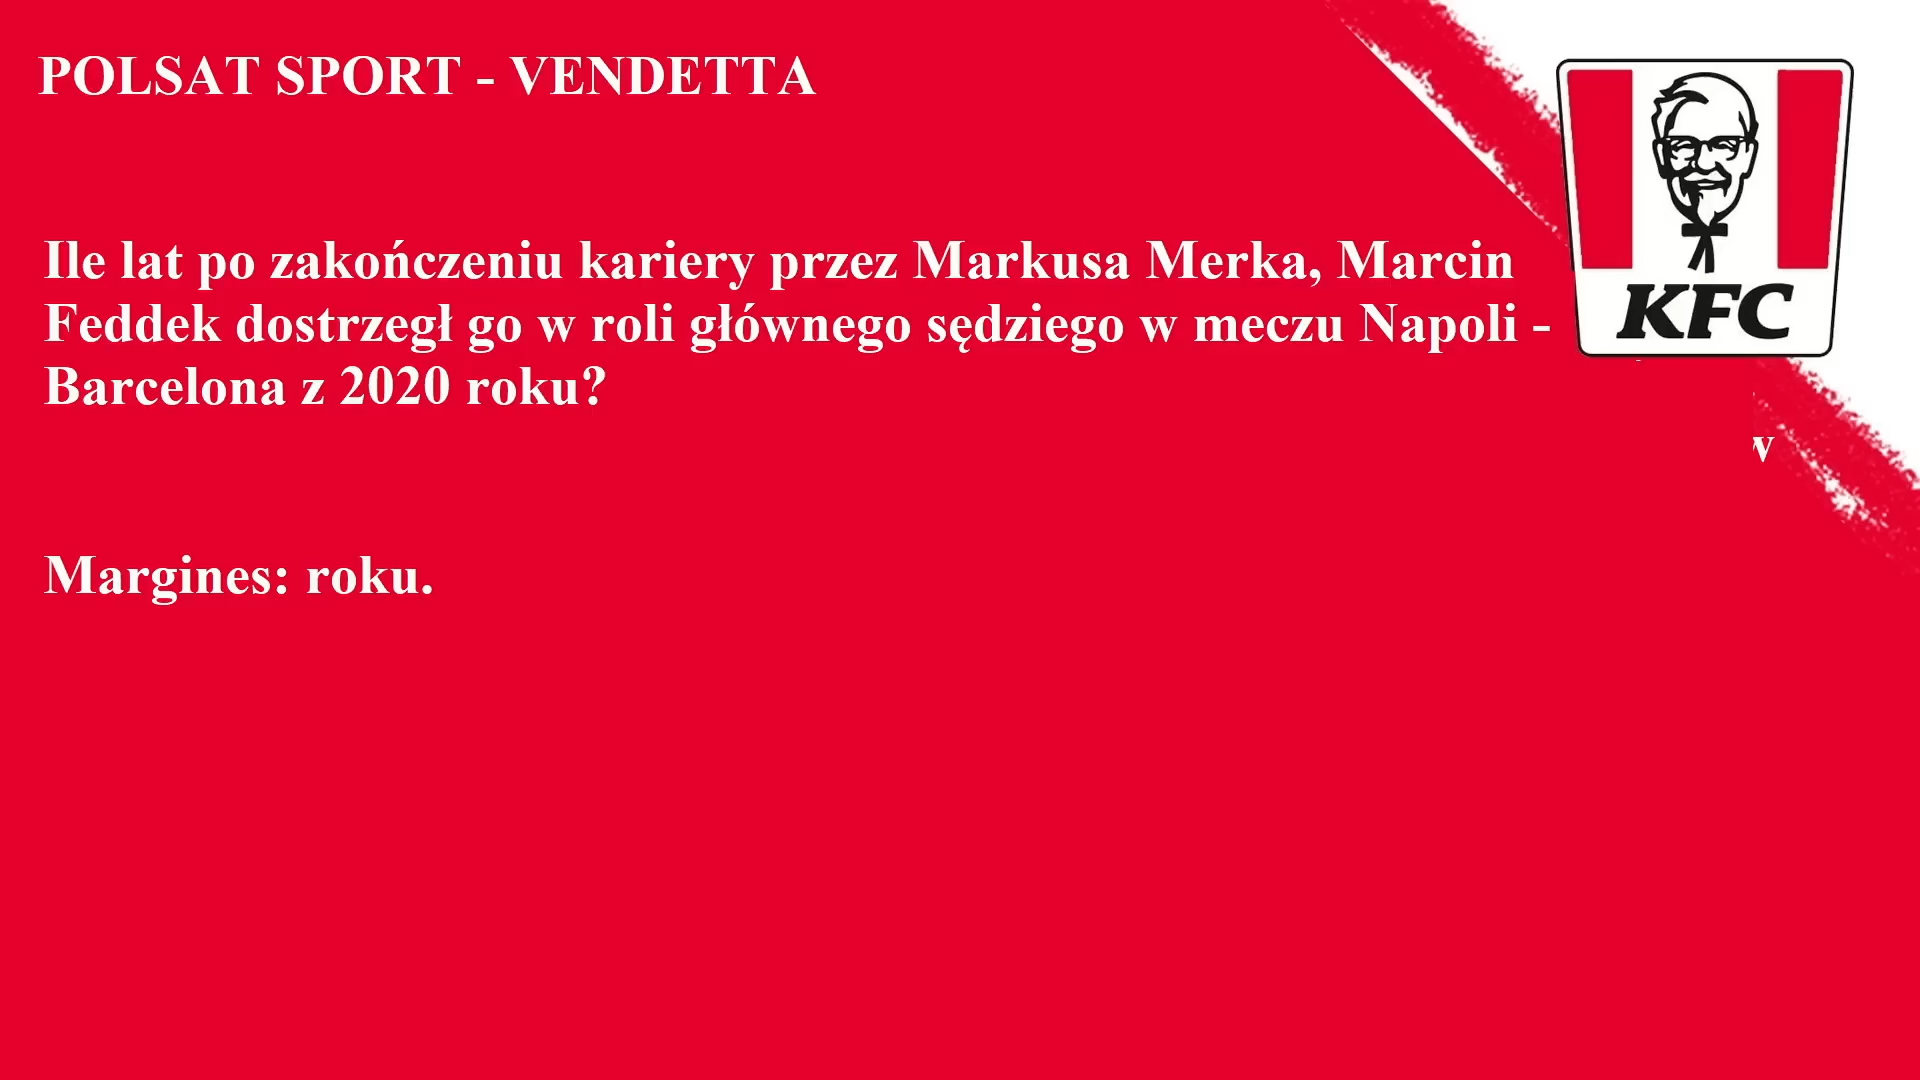 POLSAT SPORT - VENDETTA
Ile lat po zakończeniu kariery przez Markusa Merka, Marcin
Feddek dostrzegł go w roli głównego sędziego w meczu Napoli -
Barcelona z 2020 roku?
w
Margines: roku.
KFC